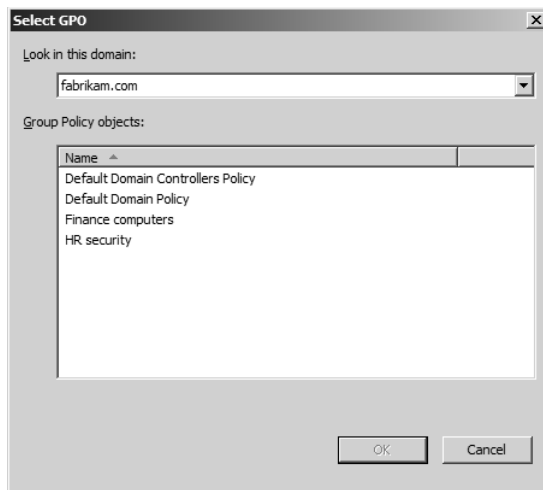 Select GPO
Look in this domain:
fabrikam.com
Group Policy objects:
Name
Default Domain Controllers Policy
Default Domain Policy
Finance computers
HR security
OK Cancel